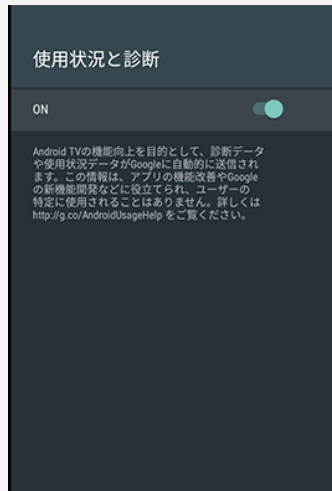 使用状況と診断
ON
Android TVの機能向上を目的として、診断データ
や使用状況データがGoogleに自動的に送信され
ます。この情報は、アプリの機能改善やGoogle
の新機能開発などに役立てられ、ユーザーの
特定に使用されることはありません。詳しくは
http://g.co/AndroidUsageHelp をご覧ください。